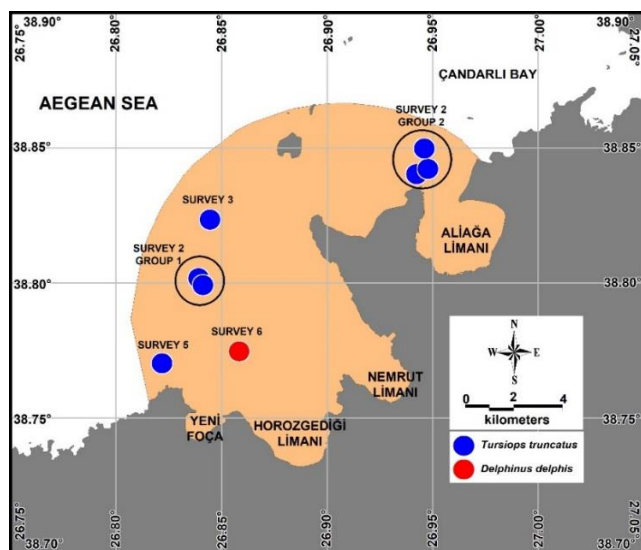 38.90°
26.75°
26.80°
26.85°
26.90°
26.95°
27.00°
27.05°
38.90°
ÇANDARLI BAY
AEGEAN SEA
SURVEY 2
GROUP 2
38.85°
38.85°
SURVEY 3
ALİAĞA
LİMANI
SURVEY 2
GROUP 1
38.80°
38.80°
SURVEY 5
SURVEY 6
N
W
E
S
NEMRUT
LİMANI
0 2 4
kilometers
38.75°
38.75°
YENİ
FOÇA
HOROZGEDİĞİ
LİMANI
Tursiops truncatus
Delphinus delphis
38.70°
26.75°
26.80°
26.85°
26.90°
26.95°
27.00°
27.05°
38.70°